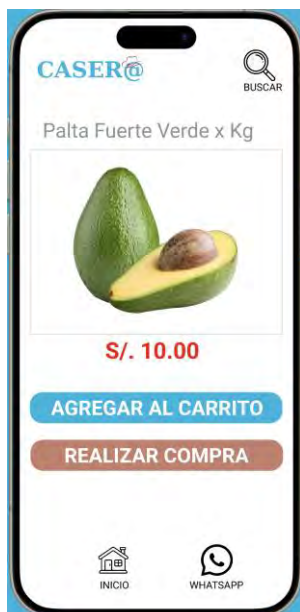 CASER@
BUSCAR
Palta Fuerte Verde x Kg
S/. 10.00
AGREGAR AL CARRITO
REALIZAR COMPRA
INICIO
WHATSAPP